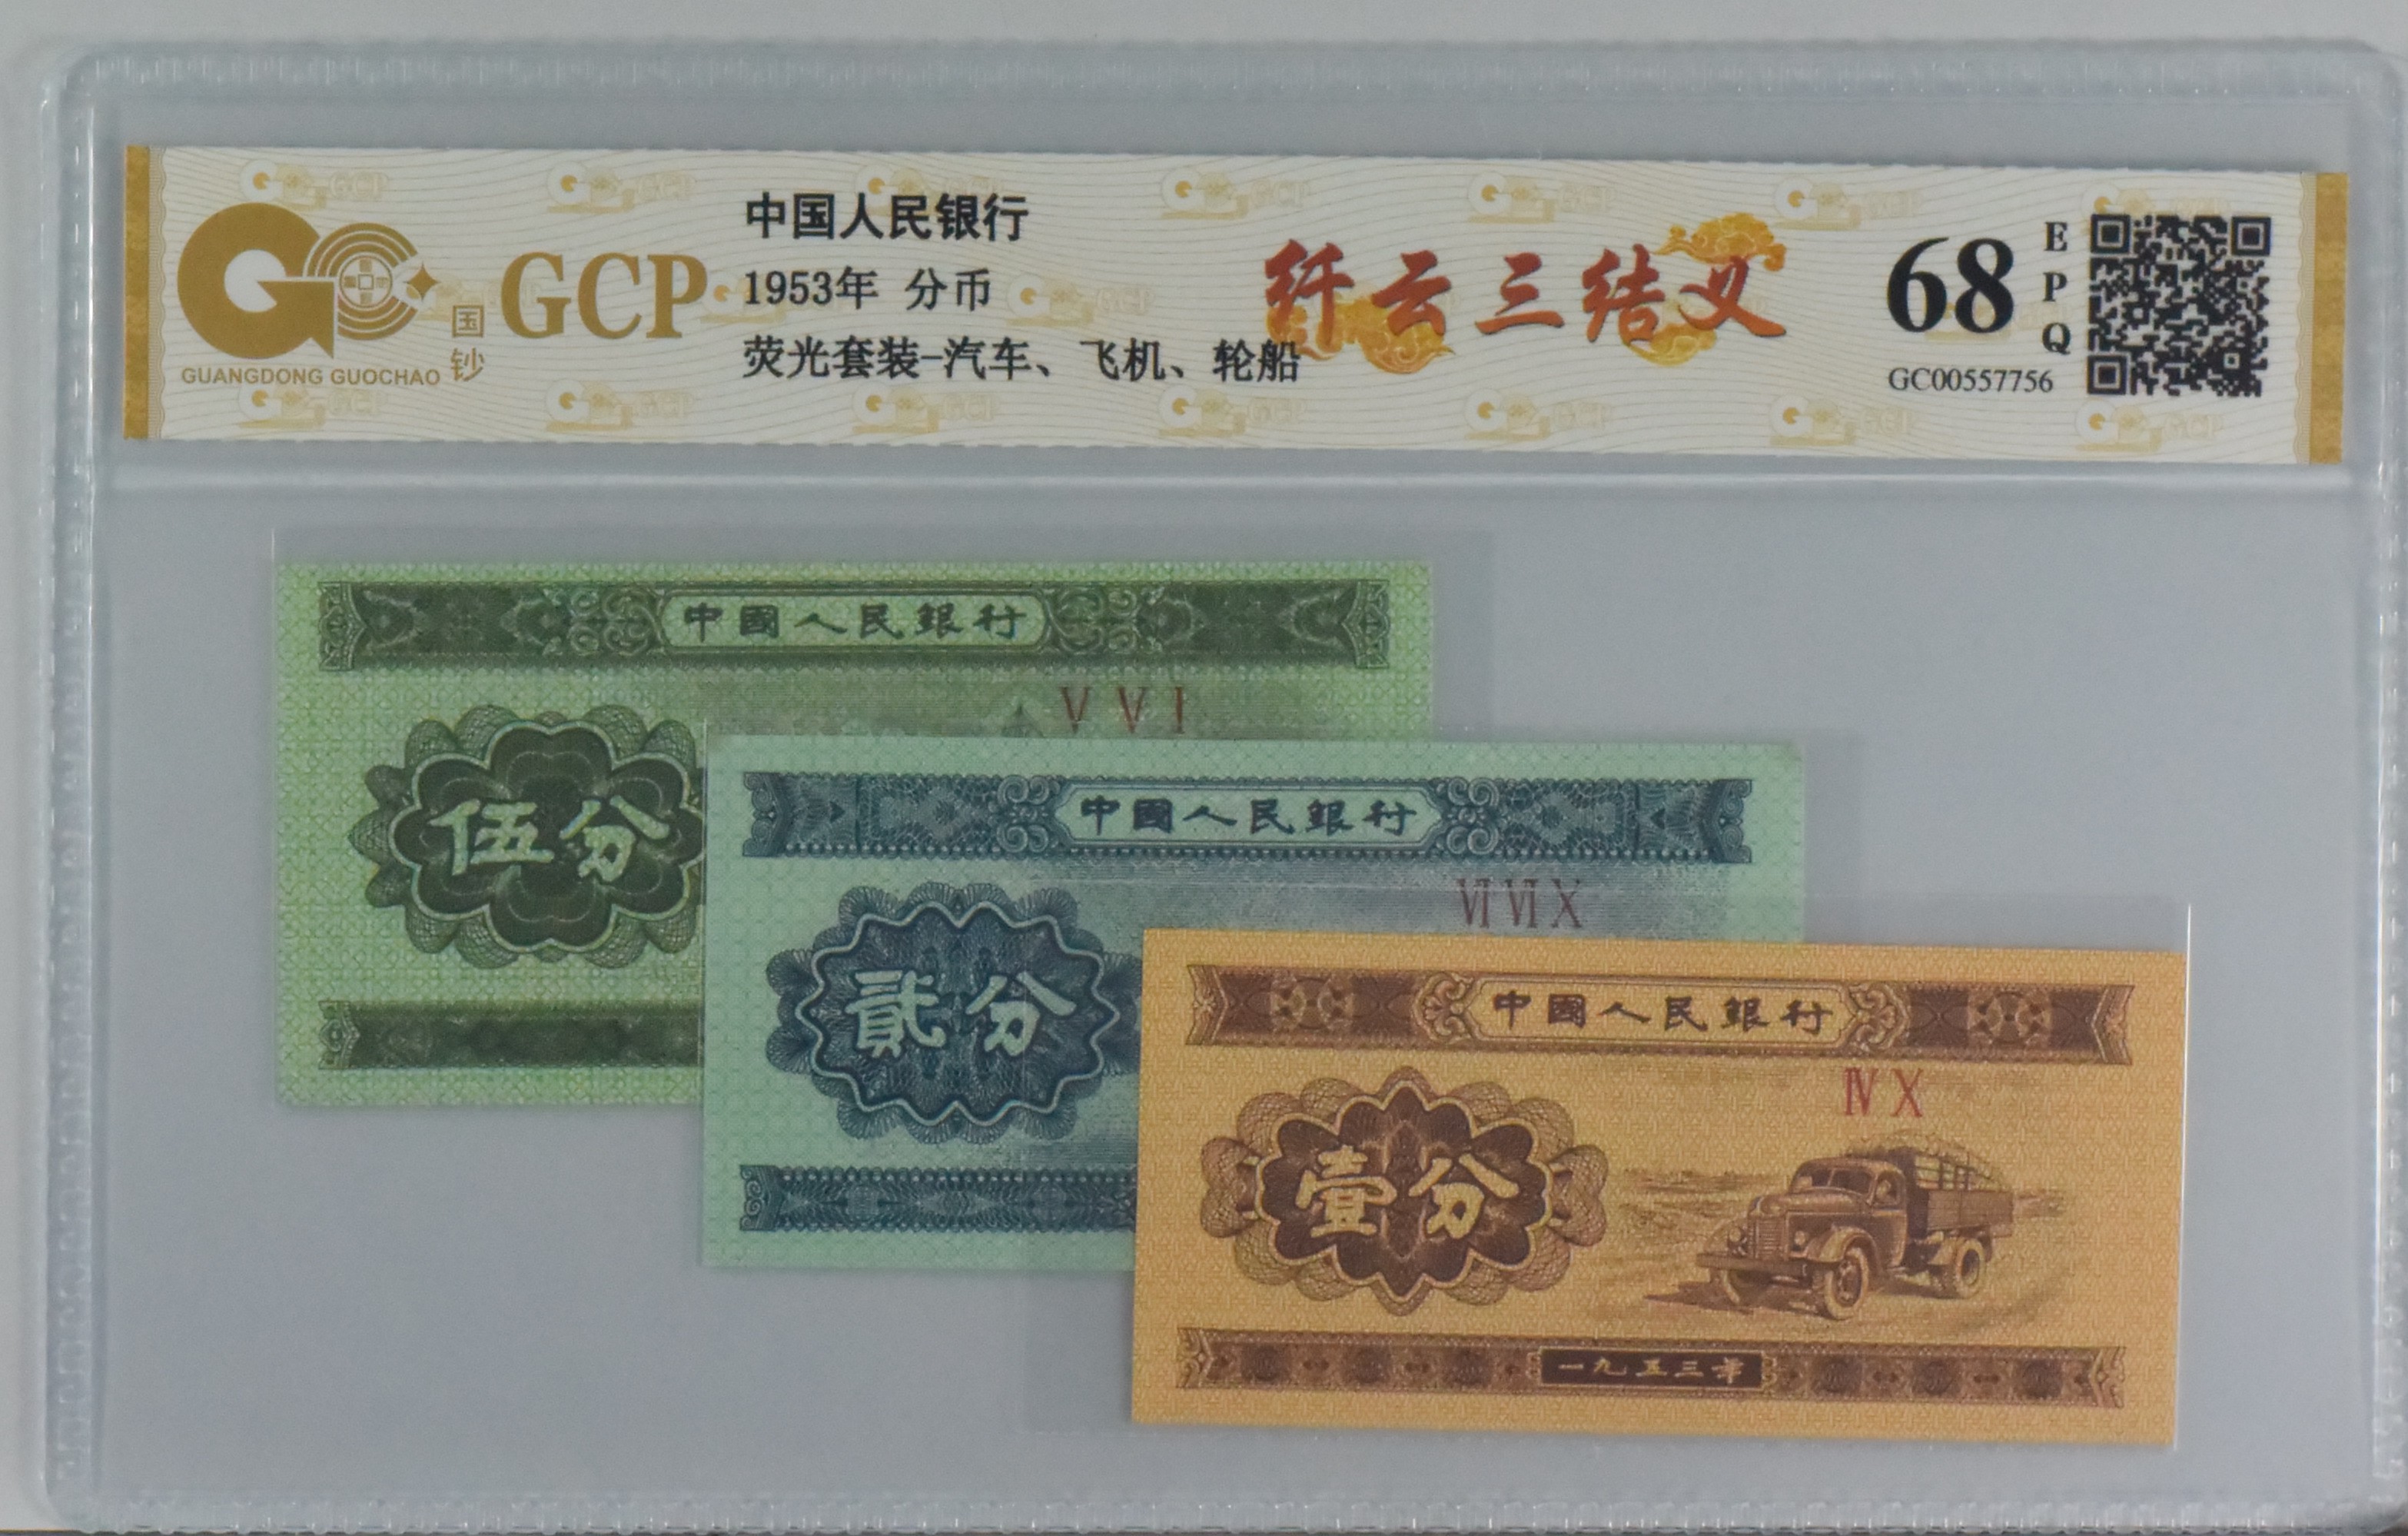 GUANGDONG GUOCHAO
国钞
GCP
中国人民银行
1953年 分币
荧光套装-汽车、飞机、轮船
纤云三结义
68
EPQ
GC00557756
中國人民銀行
V V I
伍分
中國人民銀行
VI VI X
貳分
中國人民銀行
IV X
壹分
一九五三年